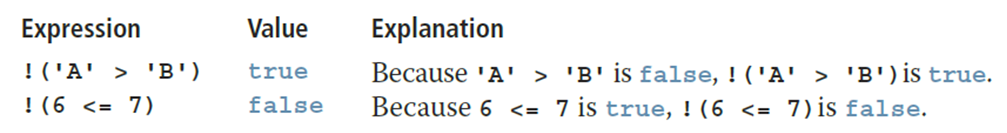 Expression Value Explanation
!('A' > 'B') true Because 'A' > 'B' is false, !('A' > 'B')is true.
!(6 <= 7) false Because 6 <= 7 is true, !(6 <= 7)is false.